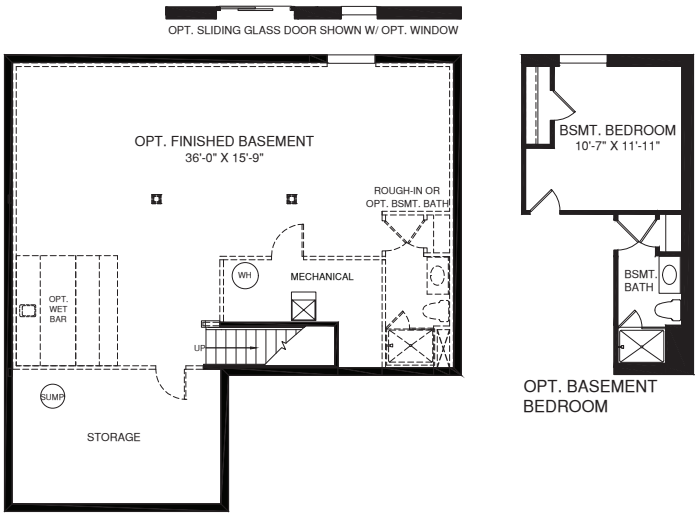 OPT. SLIDING GLASS DOOR SHOWN W/ OPT. WINDOW
OPT. FINISHED BASEMENT
36'-0" X 15'-9"
ROUGH-IN OR
OPT. BSMT. BATH
WH
MECHANICAL
OPT.
WET
BAR
UP
SUMP
STORAGE
BSMT. BEDROOM
10'-7" X 11'-11"
BSMT.
BATH
OPT. BASEMENT
BEDROOM